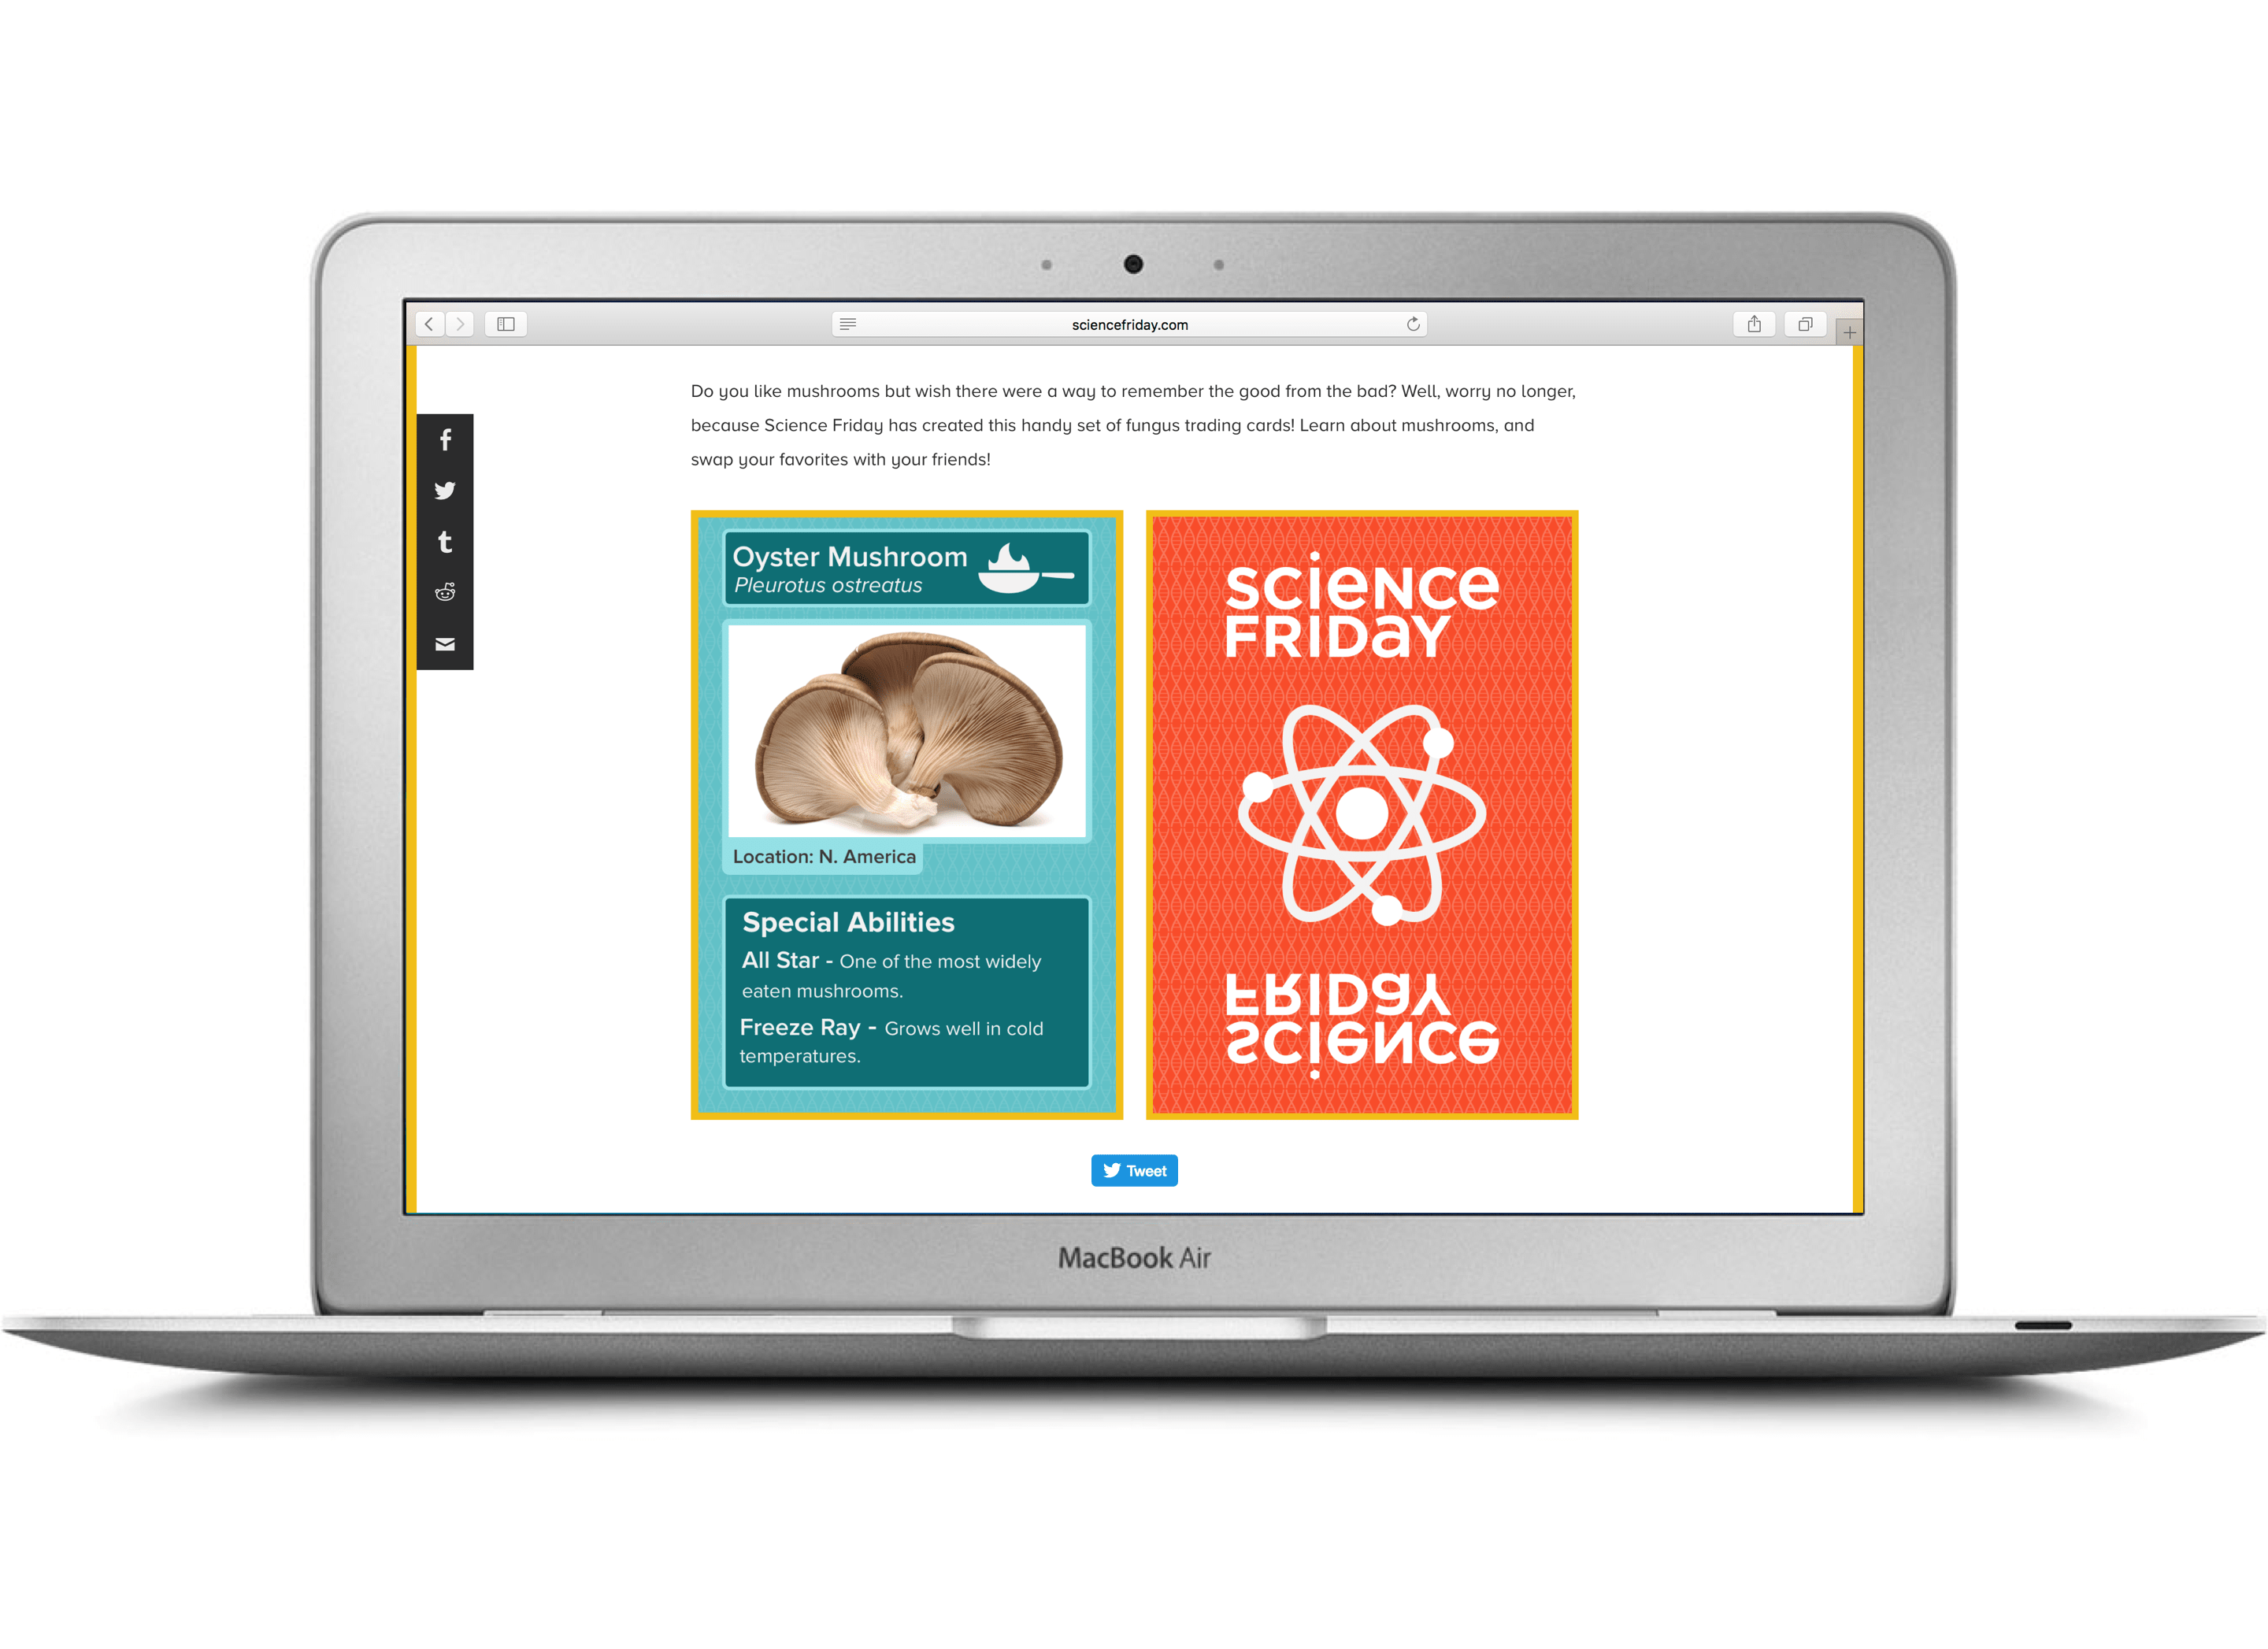 sciencefriday.com
Do you like mushrooms but wish there were a way to remember the good from the bad? Well, worry no longer,
because Science Friday has created this handy set of fungus trading cards! Learn about mushrooms, and
swap your favorites with your friends!
Oyster Mushroom
Pleurotus ostreatus
Location: N. America
Special Abilities
All Star - One of the most widely
eaten mushrooms.
Freeze Ray - Grows well in cold
temperatures.
SCIENCE
FRIDAY
FRIDAY
SCIENCE
Tweet
MacBook Air